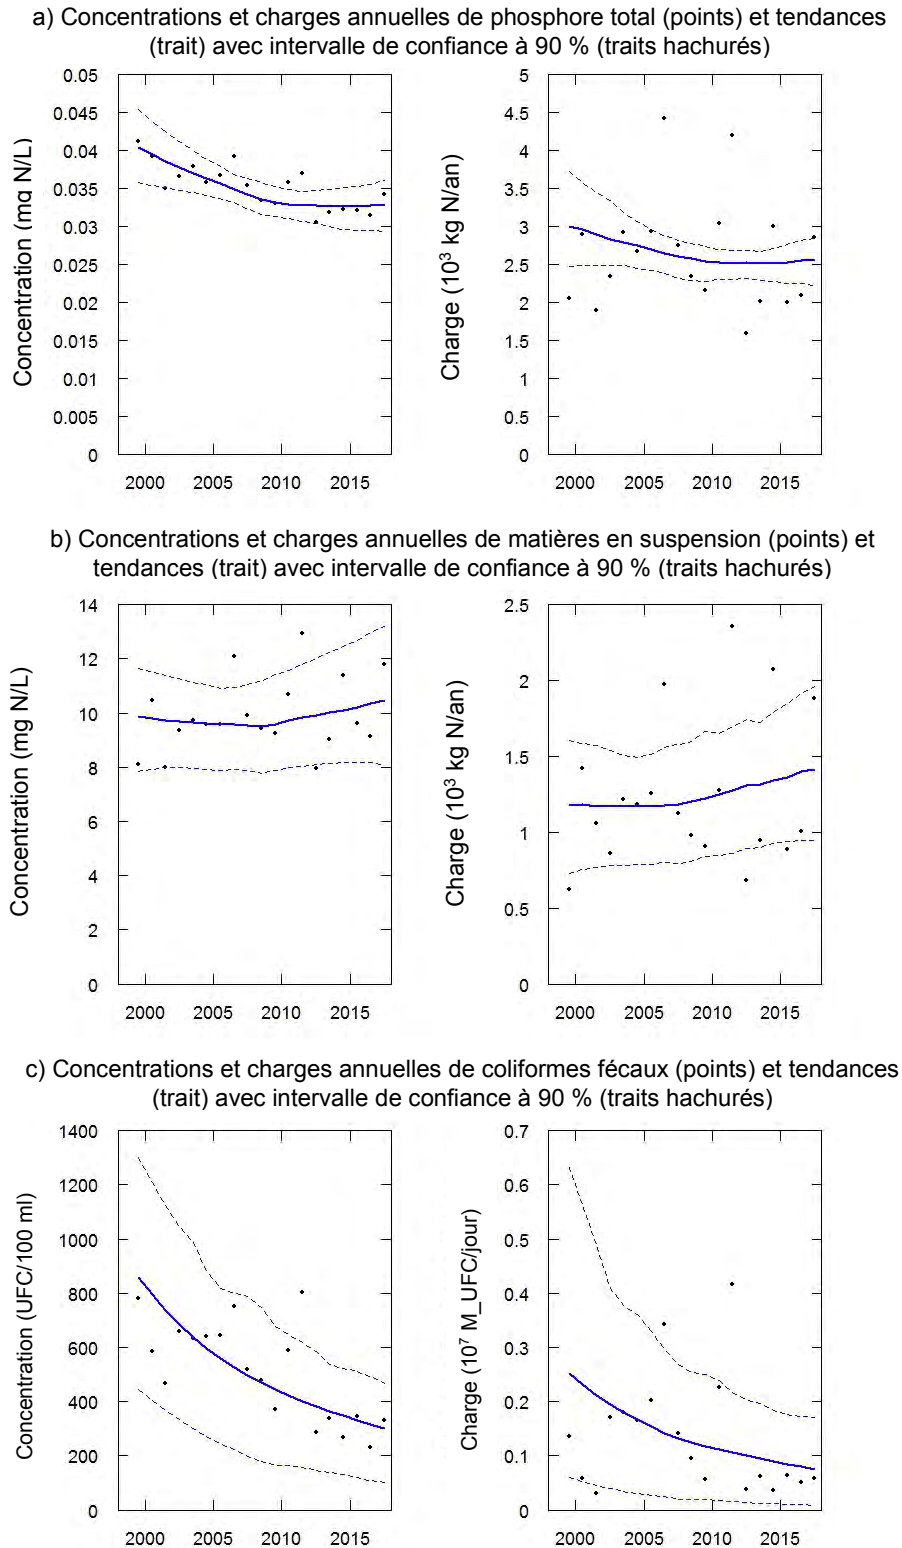 a) Concentrations et charges annuelles de phosphore total (points) et tendances
(trait) avec intervalle de confiance à 90 % (traits hachurés)
Concentration (mg N/L)
0.05
0.045
0.04
0.035
0.03
0.025
0.02
0.015
0.01
0.005
0
2000 2005 2010 2015
Charge (10³ kg N/an)
5
4.5
4
3.5
3
2.5
2
1.5
1
0.5
0
2000 2005 2010 2015
b) Concentrations et charges annuelles de matières en suspension (points) et
tendances (trait) avec intervalle de confiance à 90 % (traits hachurés)
Concentration (mg N/L)
14
12
10
8
6
4
2
0
2000 2005 2010 2015
Charge (10³ kg N/an)
2.5
2
1.5
1
0.5
0
2000 2005 2010 2015
c) Concentrations et charges annuelles de coliformes fécaux (points) et tendances
(trait) avec intervalle de confiance à 90 % (traits hachurés)
Concentration (UFC/100 ml)
1400
1200
1000
800
600
400
200
0
2000 2005 2010 2015
Charge (10⁷ M_UFC/jour)
0.7
0.6
0.5
0.4
0.3
0.2
0.1
0
2000 2005 2010 2015